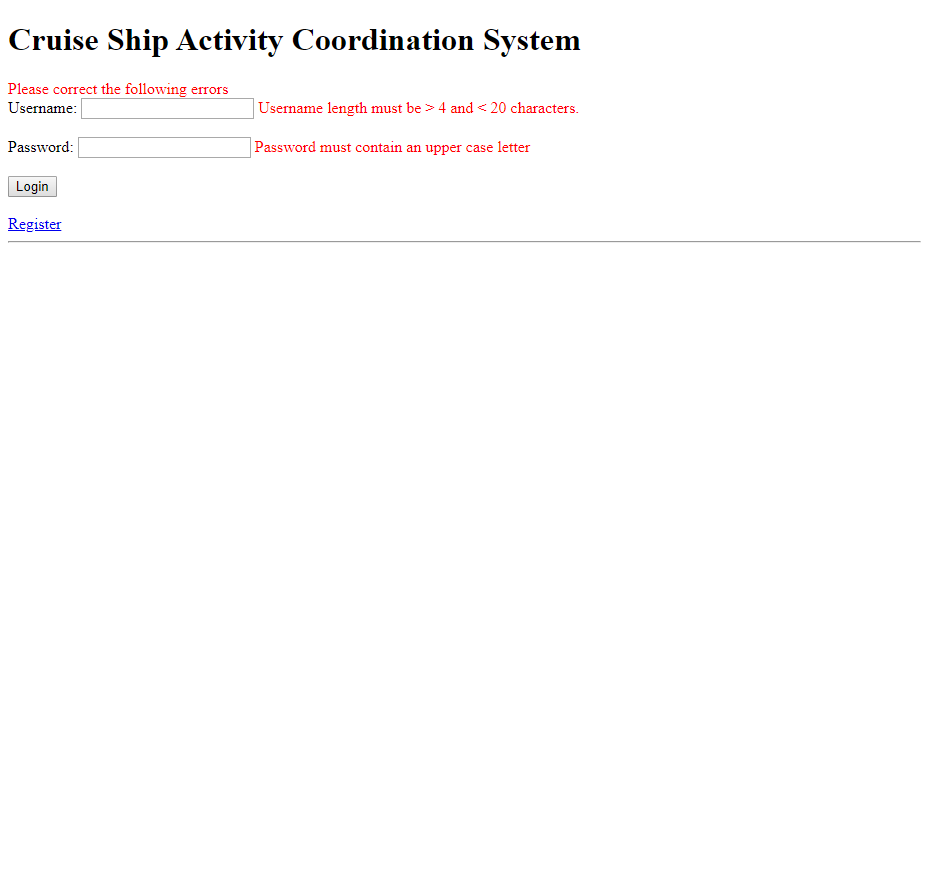 Cruise Ship Activity Coordination System
Please correct the following errors
Username: Username length must be > 4 and < 20 characters.
Password: Password must contain an upper case letter
Login
Register